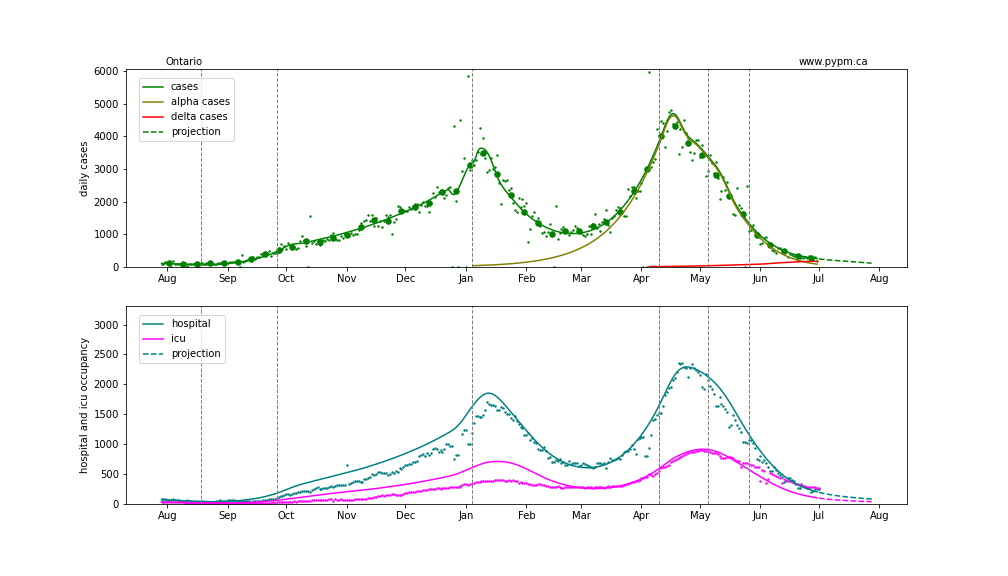 Ontario
www.pypm.ca
6000
5000
4000
3000
2000
1000
0
daily cases
cases
alpha cases
delta cases
projection
Aug Sep Oct Nov Dec Jan Feb Mar Apr May Jun Jul Aug
3000
2500
2000
1500
1000
500
0
hospital and icu occupancy
hospital
icu
projection
Aug Sep Oct Nov Dec Jan Feb Mar Apr May Jun Jul Aug